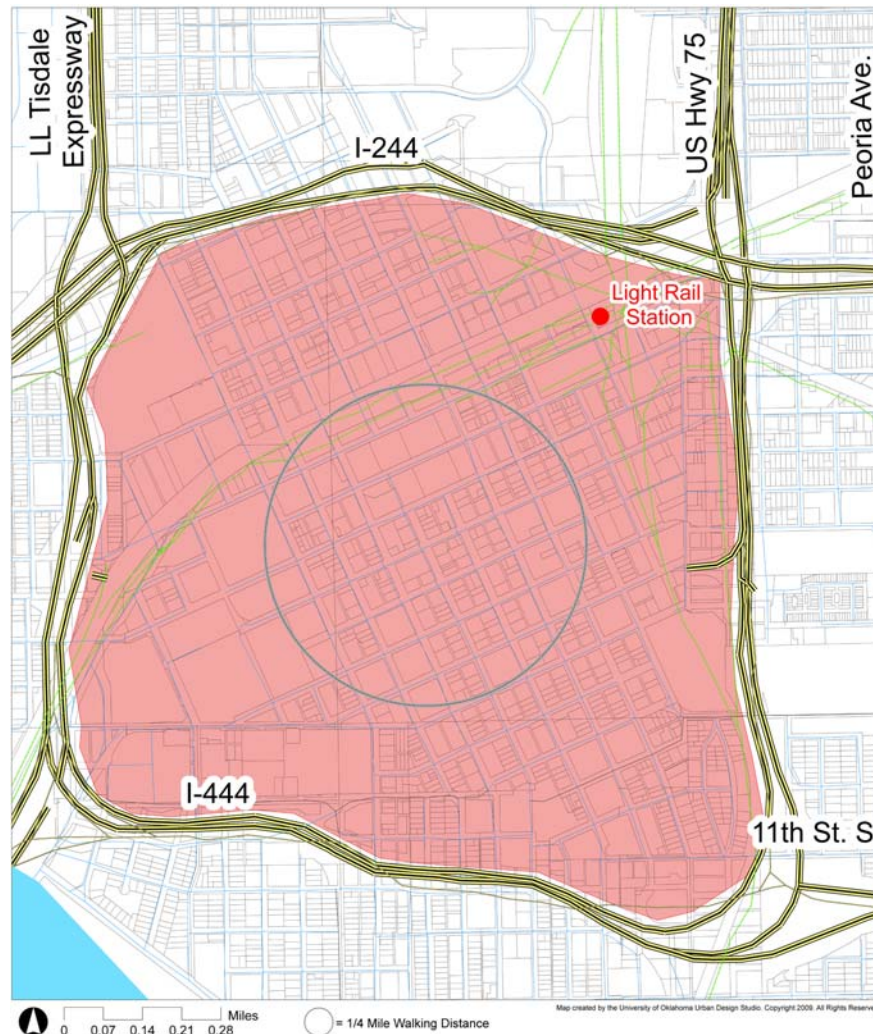 LL Tisdale
Expressway
I-244
US Hwy 75
Peoria Ave.
Light Rail
Station
I-444
11th St. S
Miles
0 0.07 0.14 0.21 0.28
= 1/4 Mile Walking Distance
Map created by the University of Oklahoma Urban Design Studio. Copyright 2009. All Rights Reserve